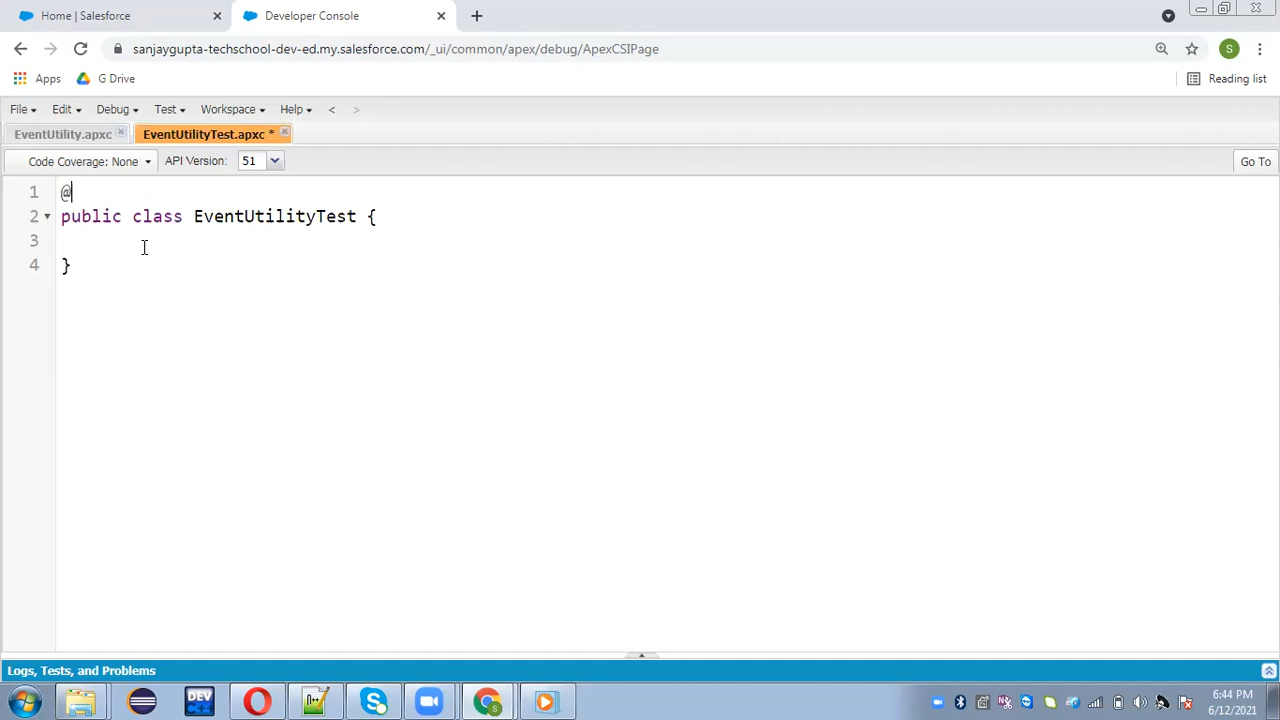 Home | Salesforce
Developer Console
sanjaygupta-techschool-dev-ed.my.salesforce.com/_ui/common/apex/debug/ApexCSIPage
S
Apps
G Drive
Reading list
File
Edit
Debug
Test
Workspace
Help
<
>
EventUtility.apxc
EventUtilityTest.apxc *
Code Coverage: None
API Version:
51
Go To
1 @
2 public class EventUtilityTest {
3
4 }
Logs, Tests, and Problems
DEV
C++
6:44 PM
6/12/2021